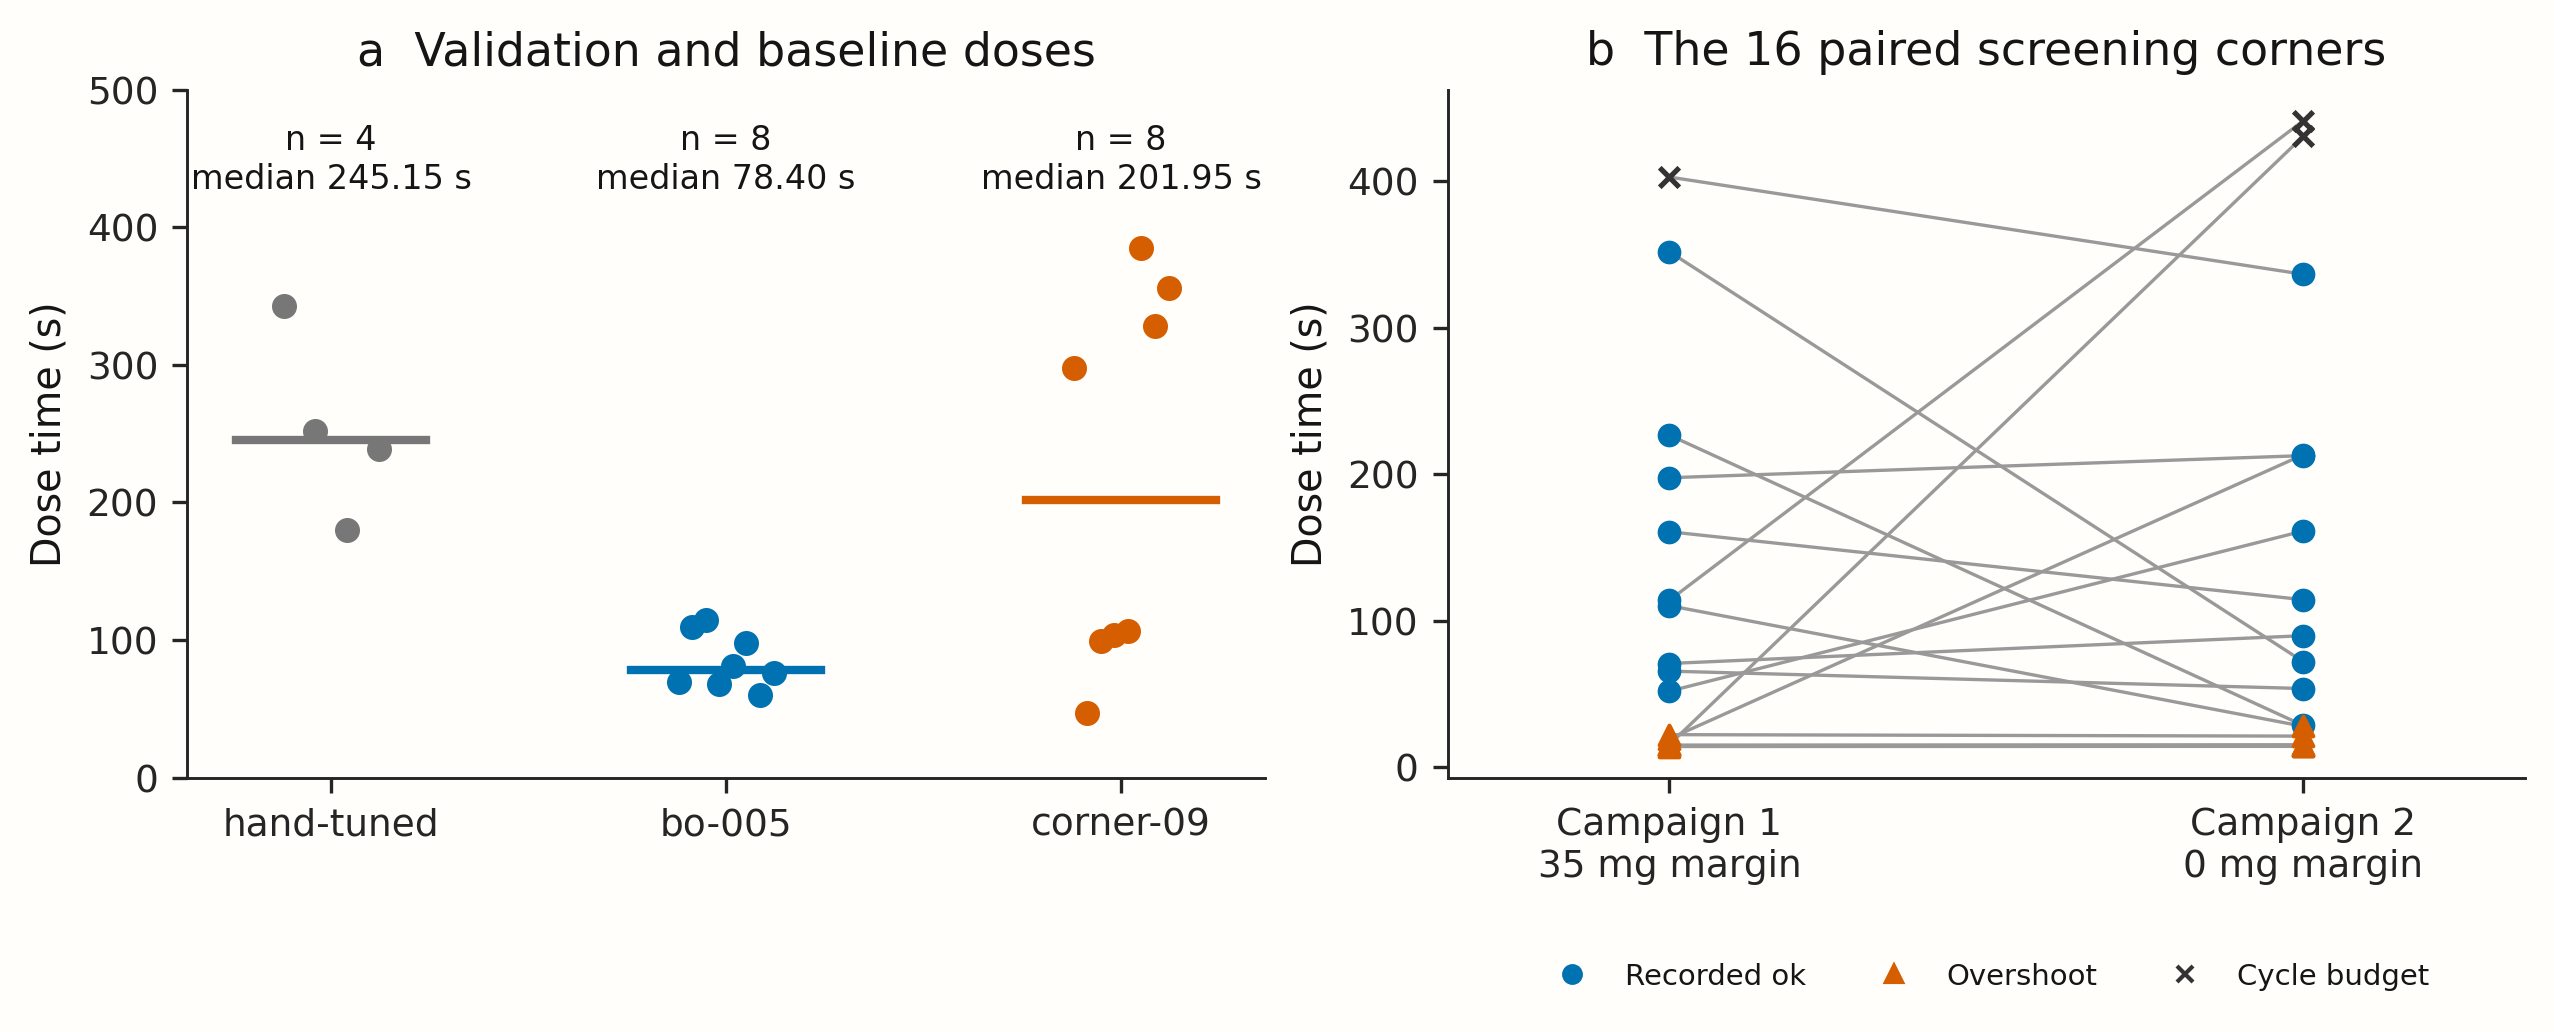 a  Validation and baseline doses
500
400
300
200
100
0
Dose time (s)
n = 4
median 245.15 s
n = 8
median 78.40 s
n = 8
median 201.95 s
hand-tuned
bo-005
corner-09
b  The 16 paired screening corners
400
300
200
100
0
Dose time (s)
Campaign 1
35 mg margin
Campaign 2
0 mg margin
Recorded ok
Overshoot
Cycle budget